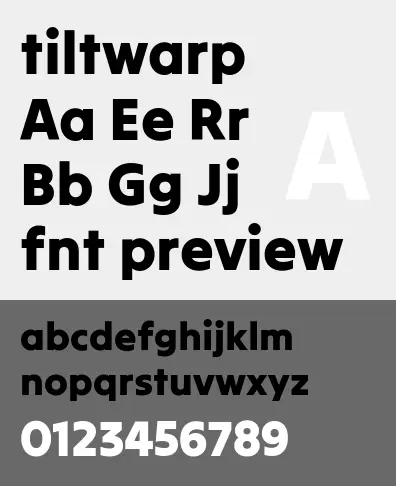 tiltwarp
Aa Ee Rr
A
Bb Gg Jj
fnt preview
abcdefghijklm
nopqrstuvwxyz
0123456789